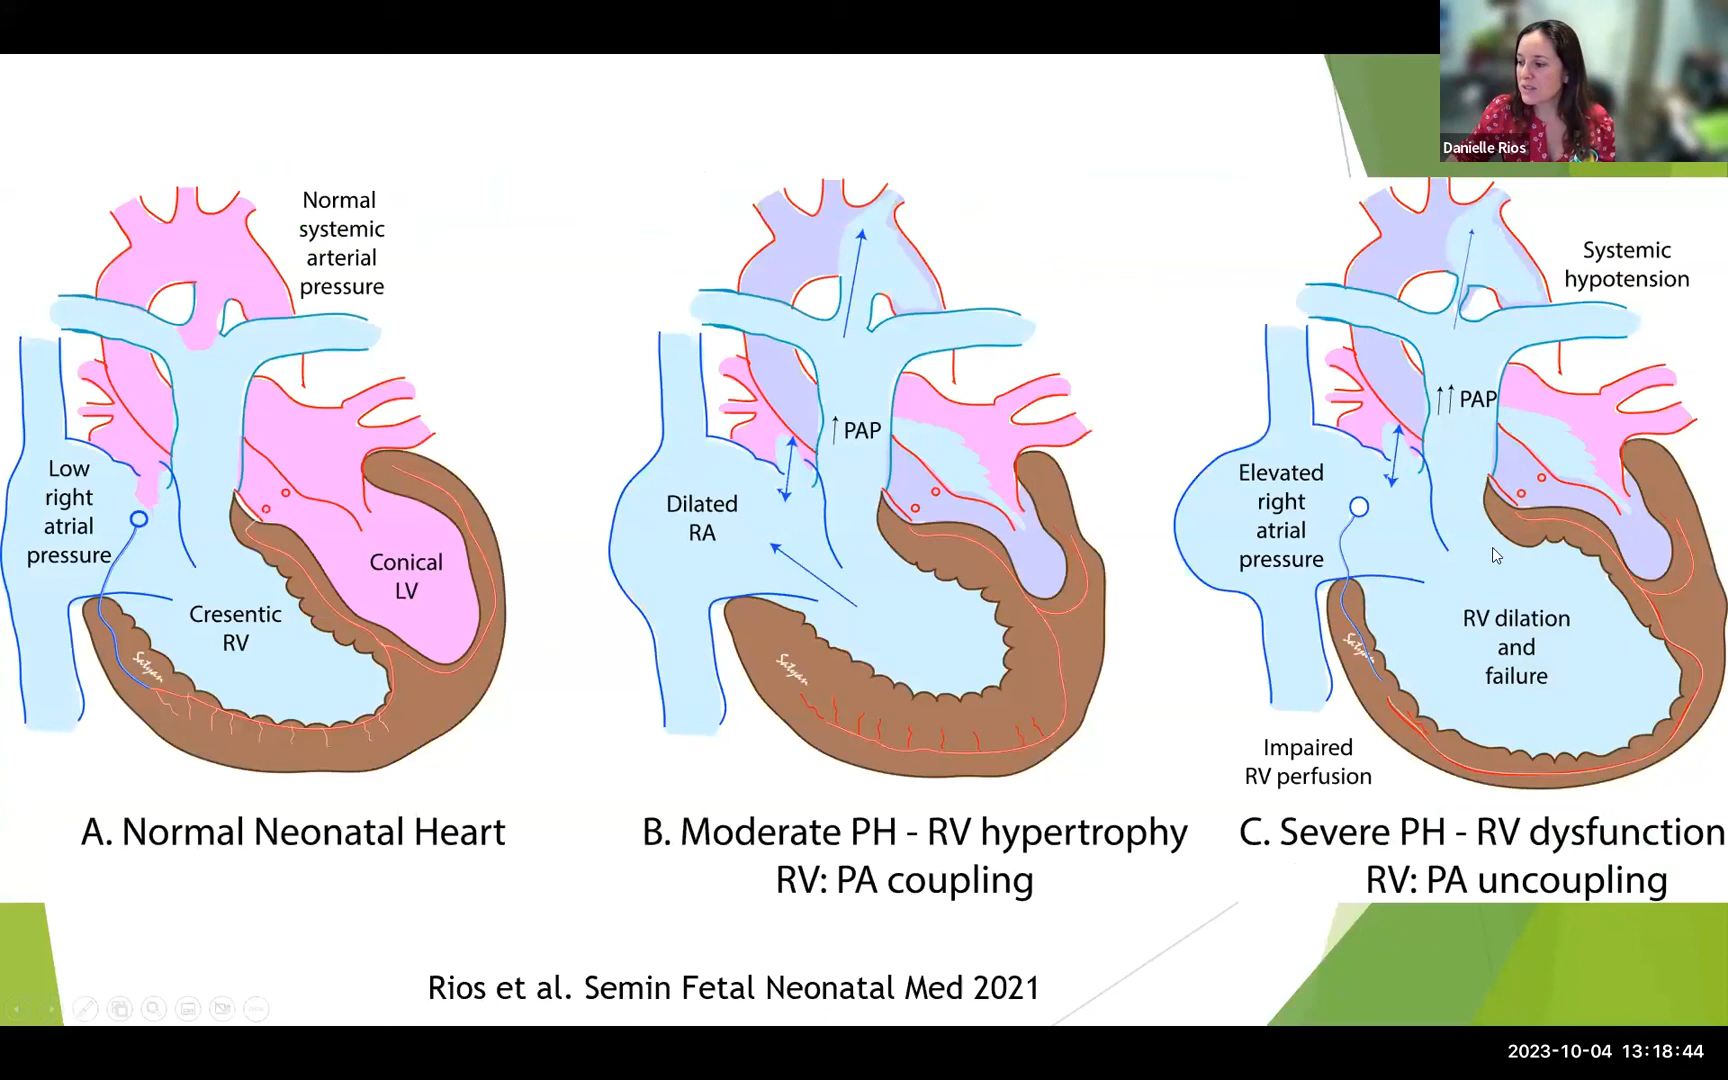 Danielle Rios
Normal
systemic
arterial
pressure
Low
right
atrial
pressure
Cresentic
RV
Conical
LV
Satyan
A. Normal Neonatal Heart
↑ PAP
Dilated
RA
Satyan
B. Moderate PH - RV hypertrophy
RV: PA coupling
Systemic
hypotension
↑↑ PAP
Elevated
right
atrial
pressure
RV dilation
and
failure
Satyan
Impaired
RV perfusion
C. Severe PH - RV dysfunction
RV: PA uncoupling
Rios et al. Semin Fetal Neonatal Med 2021
2023-10-04 13:18:44